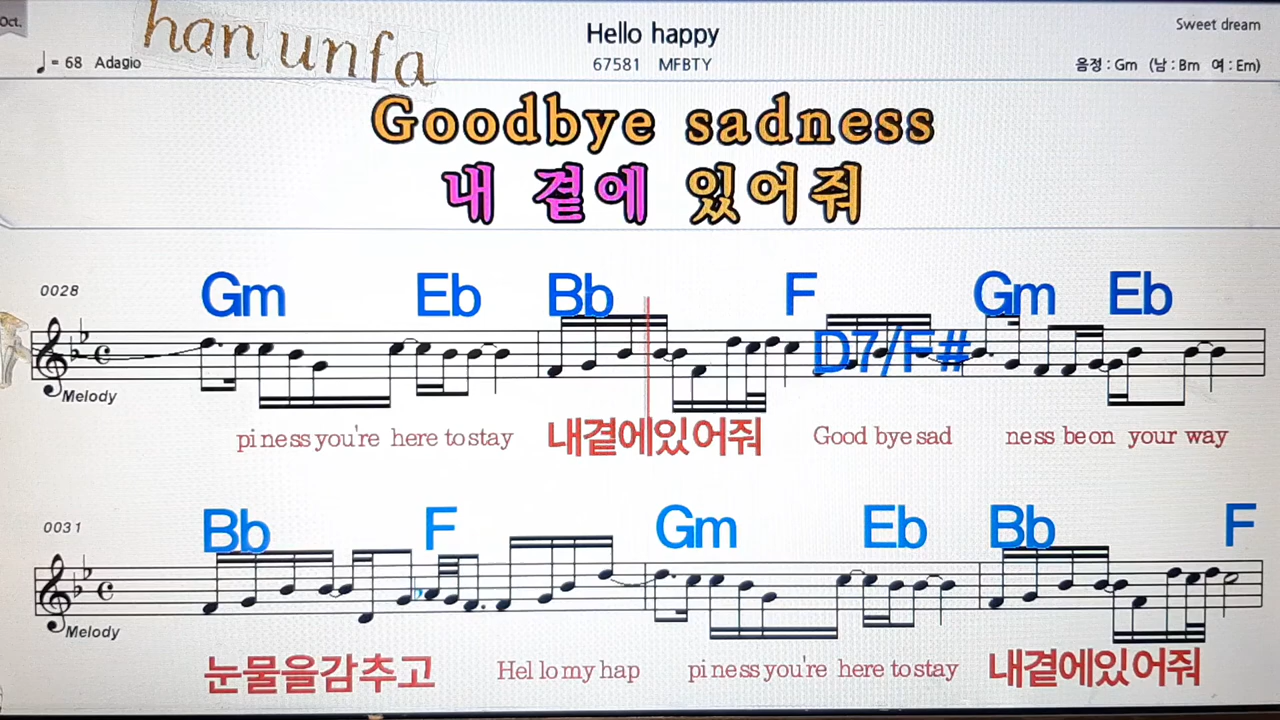 Oct.
han unfa
Hello happy
Sweet dream
♩= 68 Adagio
67581 MFBTY
음정 : Gm (남 : Bm 여 : Em)
Goodbye sadness
내 곁에 있어줘
0028
Gm Eb Bb F Gm Eb
D7/F#
Melody
pi ness you're here to stay 내곁에있어줘 Good bye sad ness be on your way
0031
Bb F Gm Eb Bb F
Melody
눈물을감추고 Hel lo my hap pi ness you're here to stay 내곁에있어줘